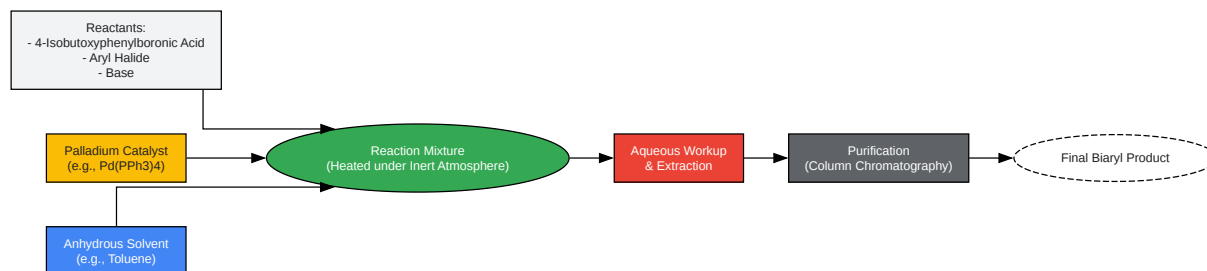 Reactants:
- 4-Isobutoxyphenylboronic Acid
- Aryl Halide
- Base
Palladium Catalyst
(e.g., Pd(PPh3)4)
Reaction Mixture
(Heated under Inert Atmosphere)
Aqueous Workup
& Extraction
Purification
(Column Chromatography)
Final Biaryl Product
Anhydrous Solvent
(e.g., Toluene)